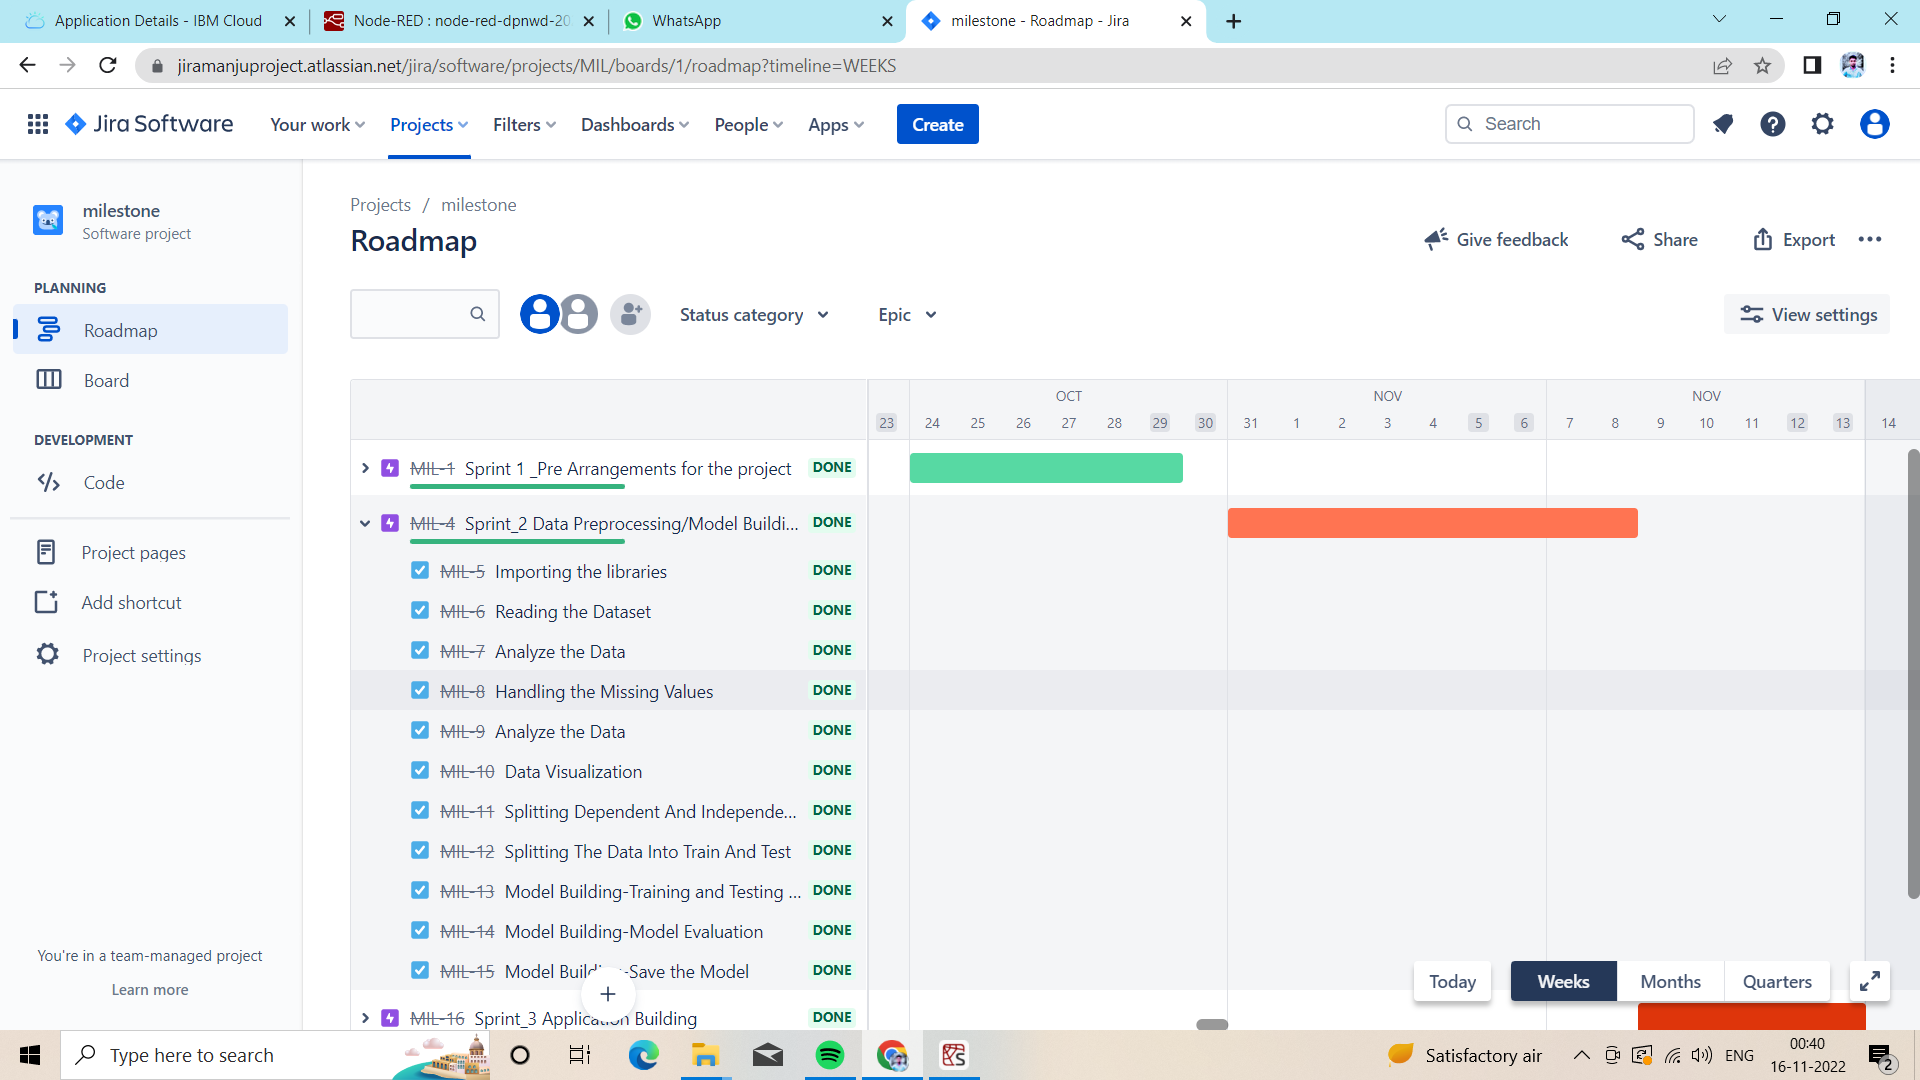 Application Details - IBM Cloud
Node-RED : node-red-dpnwd-20
WhatsApp
milestone - Roadmap - Jira
jiramanjuproject.atlassian.net/jira/software/projects/MIL/boards/1/roadmap?timeline=WEEKS
Jira Software
Your work
Projects
Filters
Dashboards
People
Apps
Create
Search
milestone
Software project
PLANNING
Roadmap
Board
DEVELOPMENT
Code
Project pages
Add shortcut
Project settings
You're in a team-managed project
Learn more
Projects / milestone
Roadmap
Give feedback
Share
Export
Status category
Epic
View settings
OCT NOV NOV
23 24 25 26 27 28 29 30 31 1 2 3 4 5 6 7 8 9 10 11 12 13 14
MIL-1 Sprint 1 _Pre Arrangements for the project DONE
MIL-4 Sprint_2 Data Preprocessing/Model Buildi... DONE
MIL-5 Importing the libraries DONE
MIL-6 Reading the Dataset DONE
MIL-7 Analyze the Data DONE
MIL-8 Handling the Missing Values DONE
MIL-9 Analyze the Data DONE
MIL-10 Data Visualization DONE
MIL-11 Splitting Dependent And Independe... DONE
MIL-12 Splitting The Data Into Train And Test DONE
MIL-13 Model Building-Training and Testing ... DONE
MIL-14 Model Building-Model Evaluation DONE
MIL-15 Model Building-Save the Model DONE
MIL-16 Sprint_3 Application Building DONE
Today
Weeks
Months
Quarters
Type here to search
Satisfactory air
ENG
00:40
16-11-2022
2